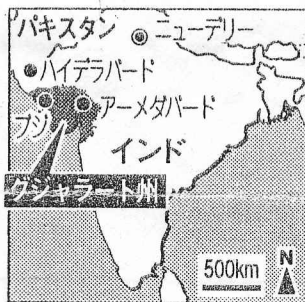 パキスタン
ニューデリー
ハイデラバード
アーメダバード
ブジ
インド
グジャラート州
500km
N